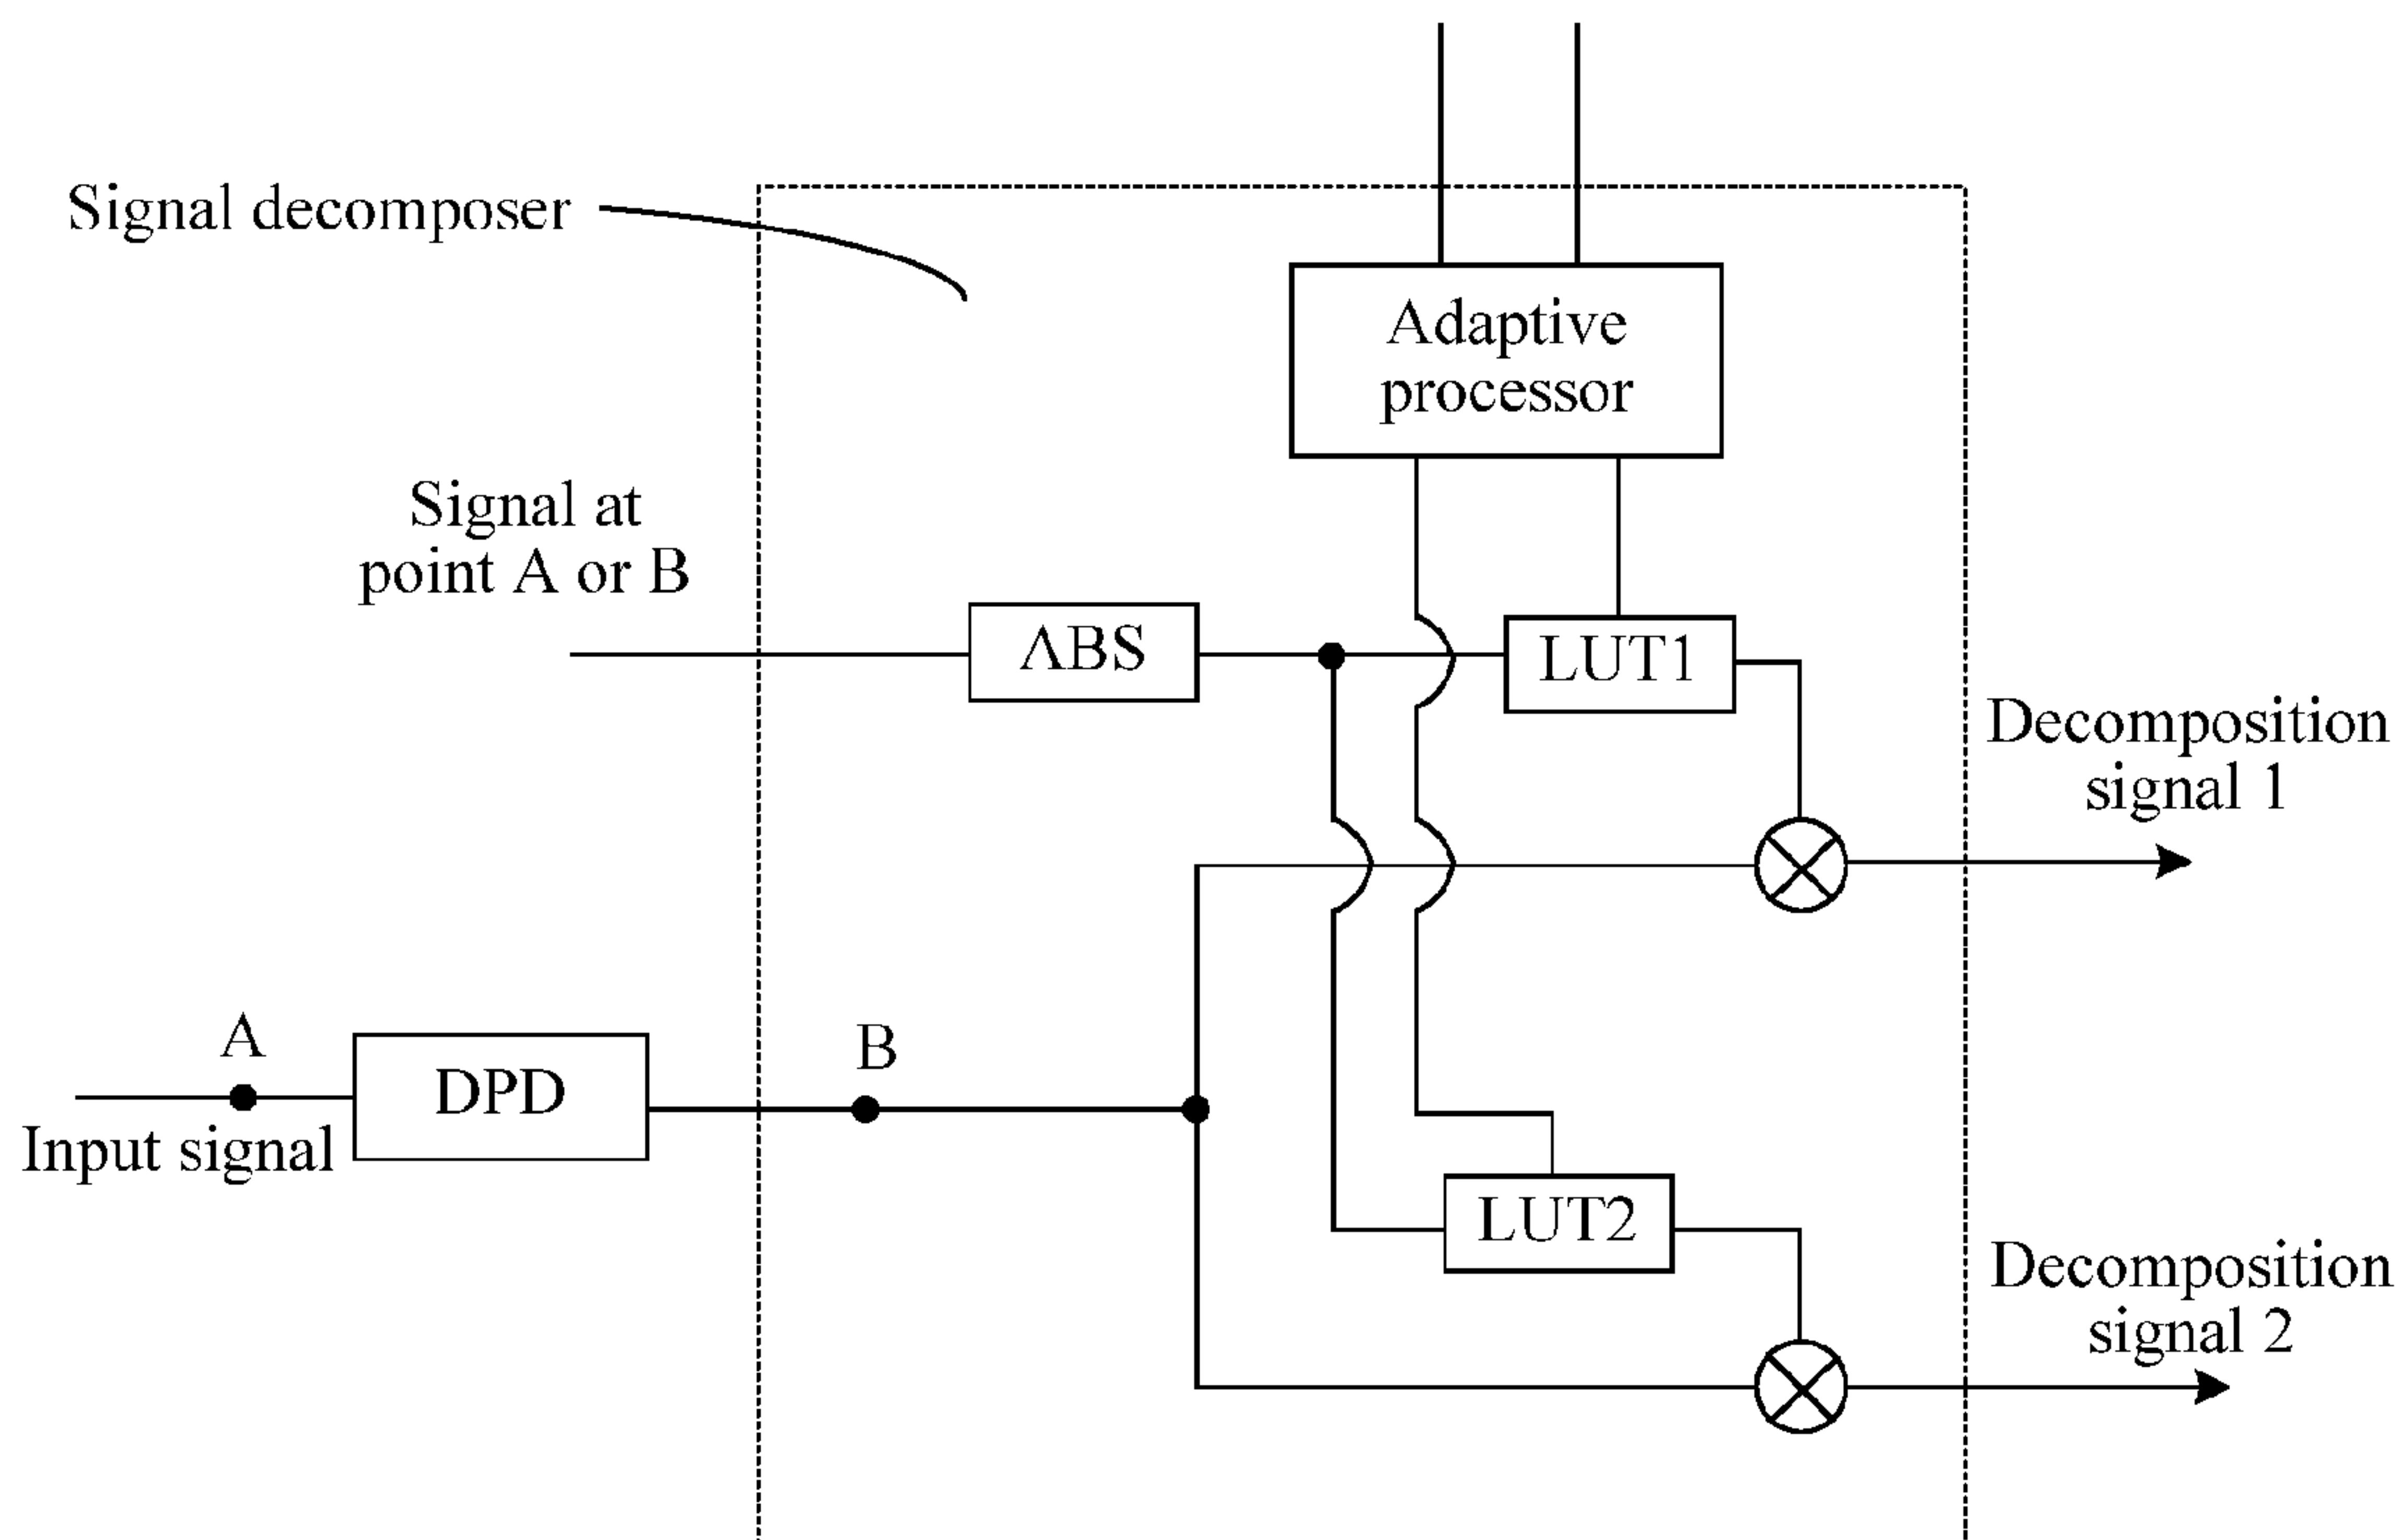 Signal decomposer
Adaptive
processor
Signal at
point A or B
ABS
LUT1
Decomposition
signal 1
A
DPD
Input signal
B
LUT2
Decomposition
signal 2